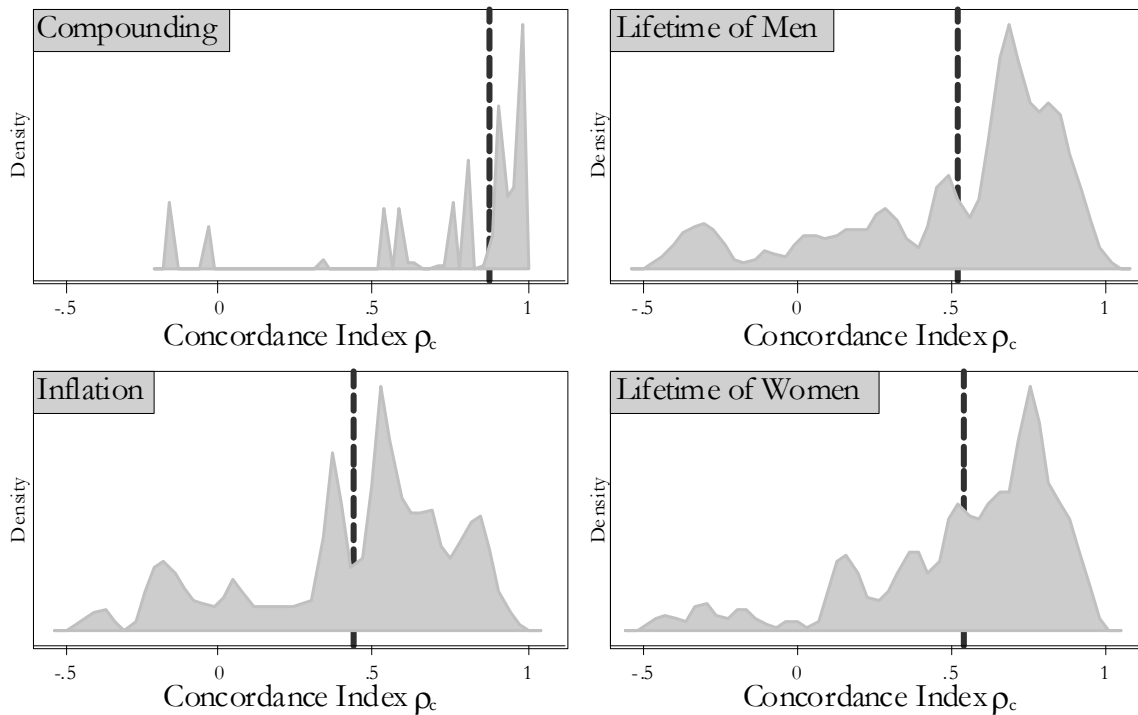 Compounding
Density
-.5 0 .5 1
Concordance Index ρc
Lifetime of Men
Density
-.5 0 .5 1
Concordance Index ρc
Inflation
Density
-.5 0 .5 1
Concordance Index ρc
Lifetime of Women
Density
-.5 0 .5 1
Concordance Index ρc